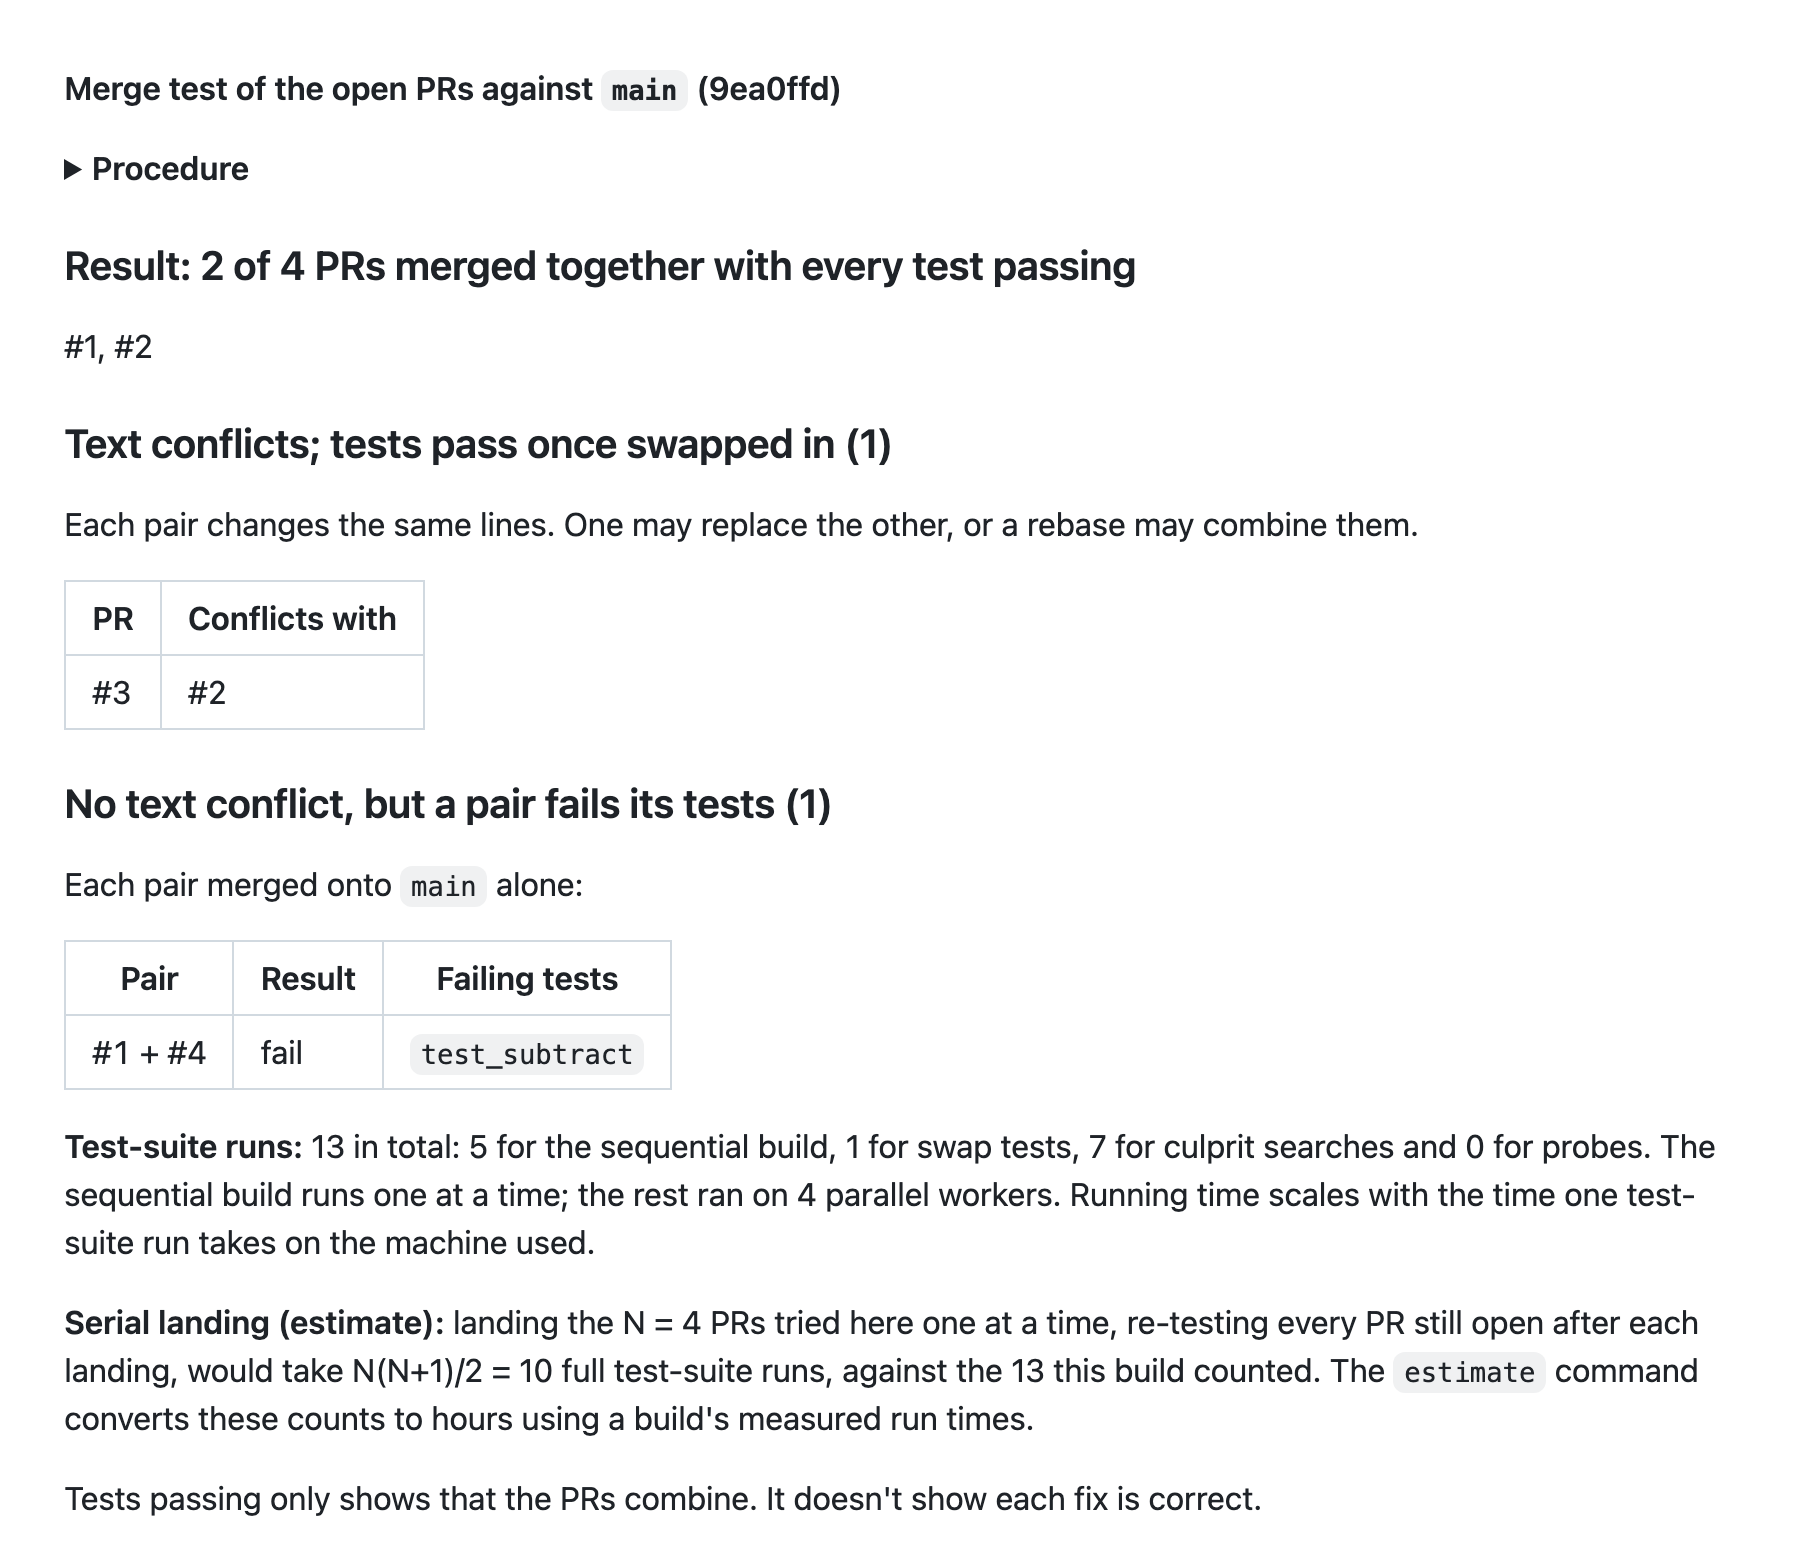 Merge test of the open PRs against main (9ea0ffd)
Procedure
Result: 2 of 4 PRs merged together with every test passing
#1, #2
Text conflicts; tests pass once swapped in (1)
Each pair changes the same lines. One may replace the other, or a rebase may combine them.
PR Conflicts with
#3 #2
No text conflict, but a pair fails its tests (1)
Each pair merged onto main alone:
Pair Result Failing tests
#1 + #4 fail test_subtract
Test-suite runs: 13 in total: 5 for the sequential build, 1 for swap tests, 7 for culprit searches and 0 for probes. The
sequential build runs one at a time; the rest ran on 4 parallel workers. Running time scales with the time one test-
suite run takes on the machine used.
Serial landing (estimate): landing the N = 4 PRs tried here one at a time, re-testing every PR still open after each
landing, would take N(N+1)/2 = 10 full test-suite runs, against the 13 this build counted. The estimate command
converts these counts to hours using a build's measured run times.
Tests passing only shows that the PRs combine. It doesn't show each fix is correct.